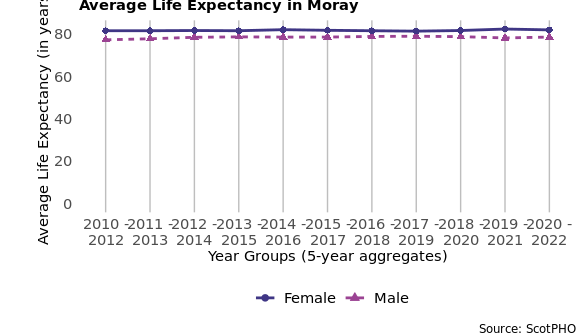 Average Life Expectancy in Moray
Average Life Expectancy (in years
80
60
40
20
0
2010 -2011 -2012 -2013 -2014 -2015 -2016 -2017 -2018 -2019 -2020 -
2012 2013 2014 2015 2016 2017 2018 2019 2020 2021 2022
Year Groups (5-year aggregates)
Female Male
Source: ScotPHO